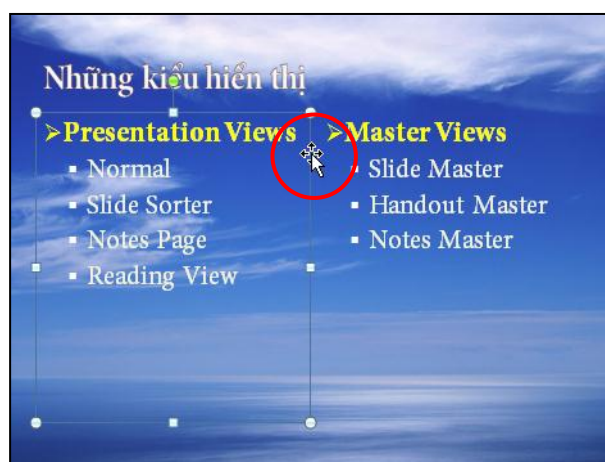 Những kiểu hiển thị
➢Presentation Views
▪ Normal
▪ Slide Sorter
▪ Notes Page
▪ Reading View
➢Master Views
▪ Slide Master
▪ Handout Master
▪ Notes Master